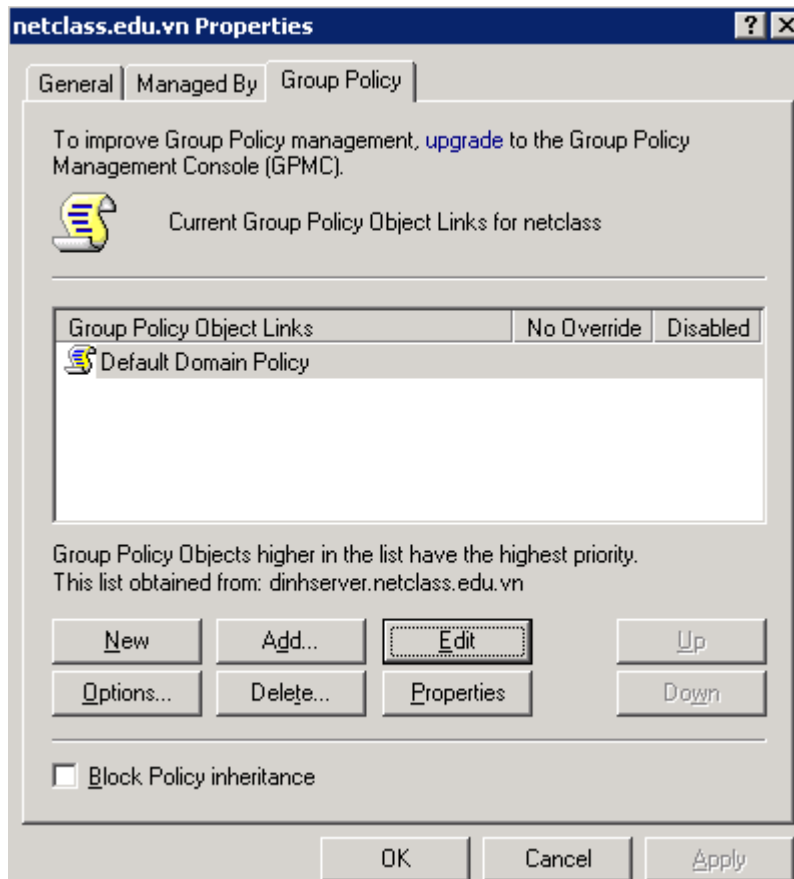 netclass.edu.vn Properties
General Managed By Group Policy
To improve Group Policy management, upgrade to the Group Policy
Management Console (GPMC).
Current Group Policy Object Links for netclass
Group Policy Object Links No Override Disabled
Default Domain Policy
Group Policy Objects higher in the list have the highest priority.
This list obtained from: dinhserver.netclass.edu.vn
New Add... Edit Up
Options... Delete... Properties Down
Block Policy inheritance
OK Cancel Apply